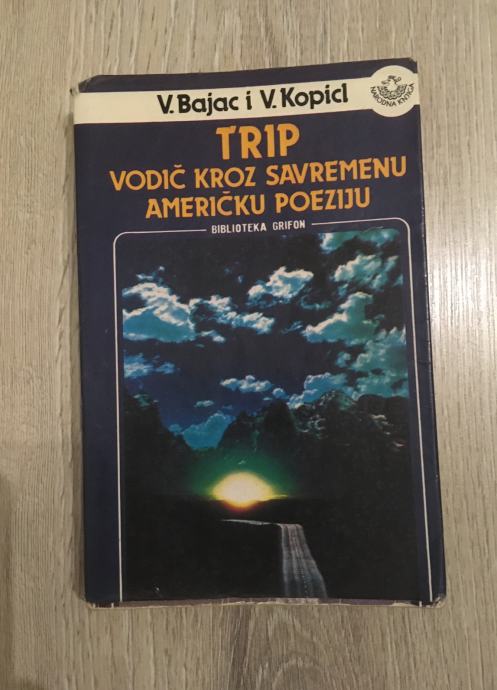 V. Bajac i V. Kopicl
NARODNA KNJIGA
TRIP
VODIČ KROZ SAVREMENU
AMERIČKU POEZIJU
BIBLIOTEKA GRIFON